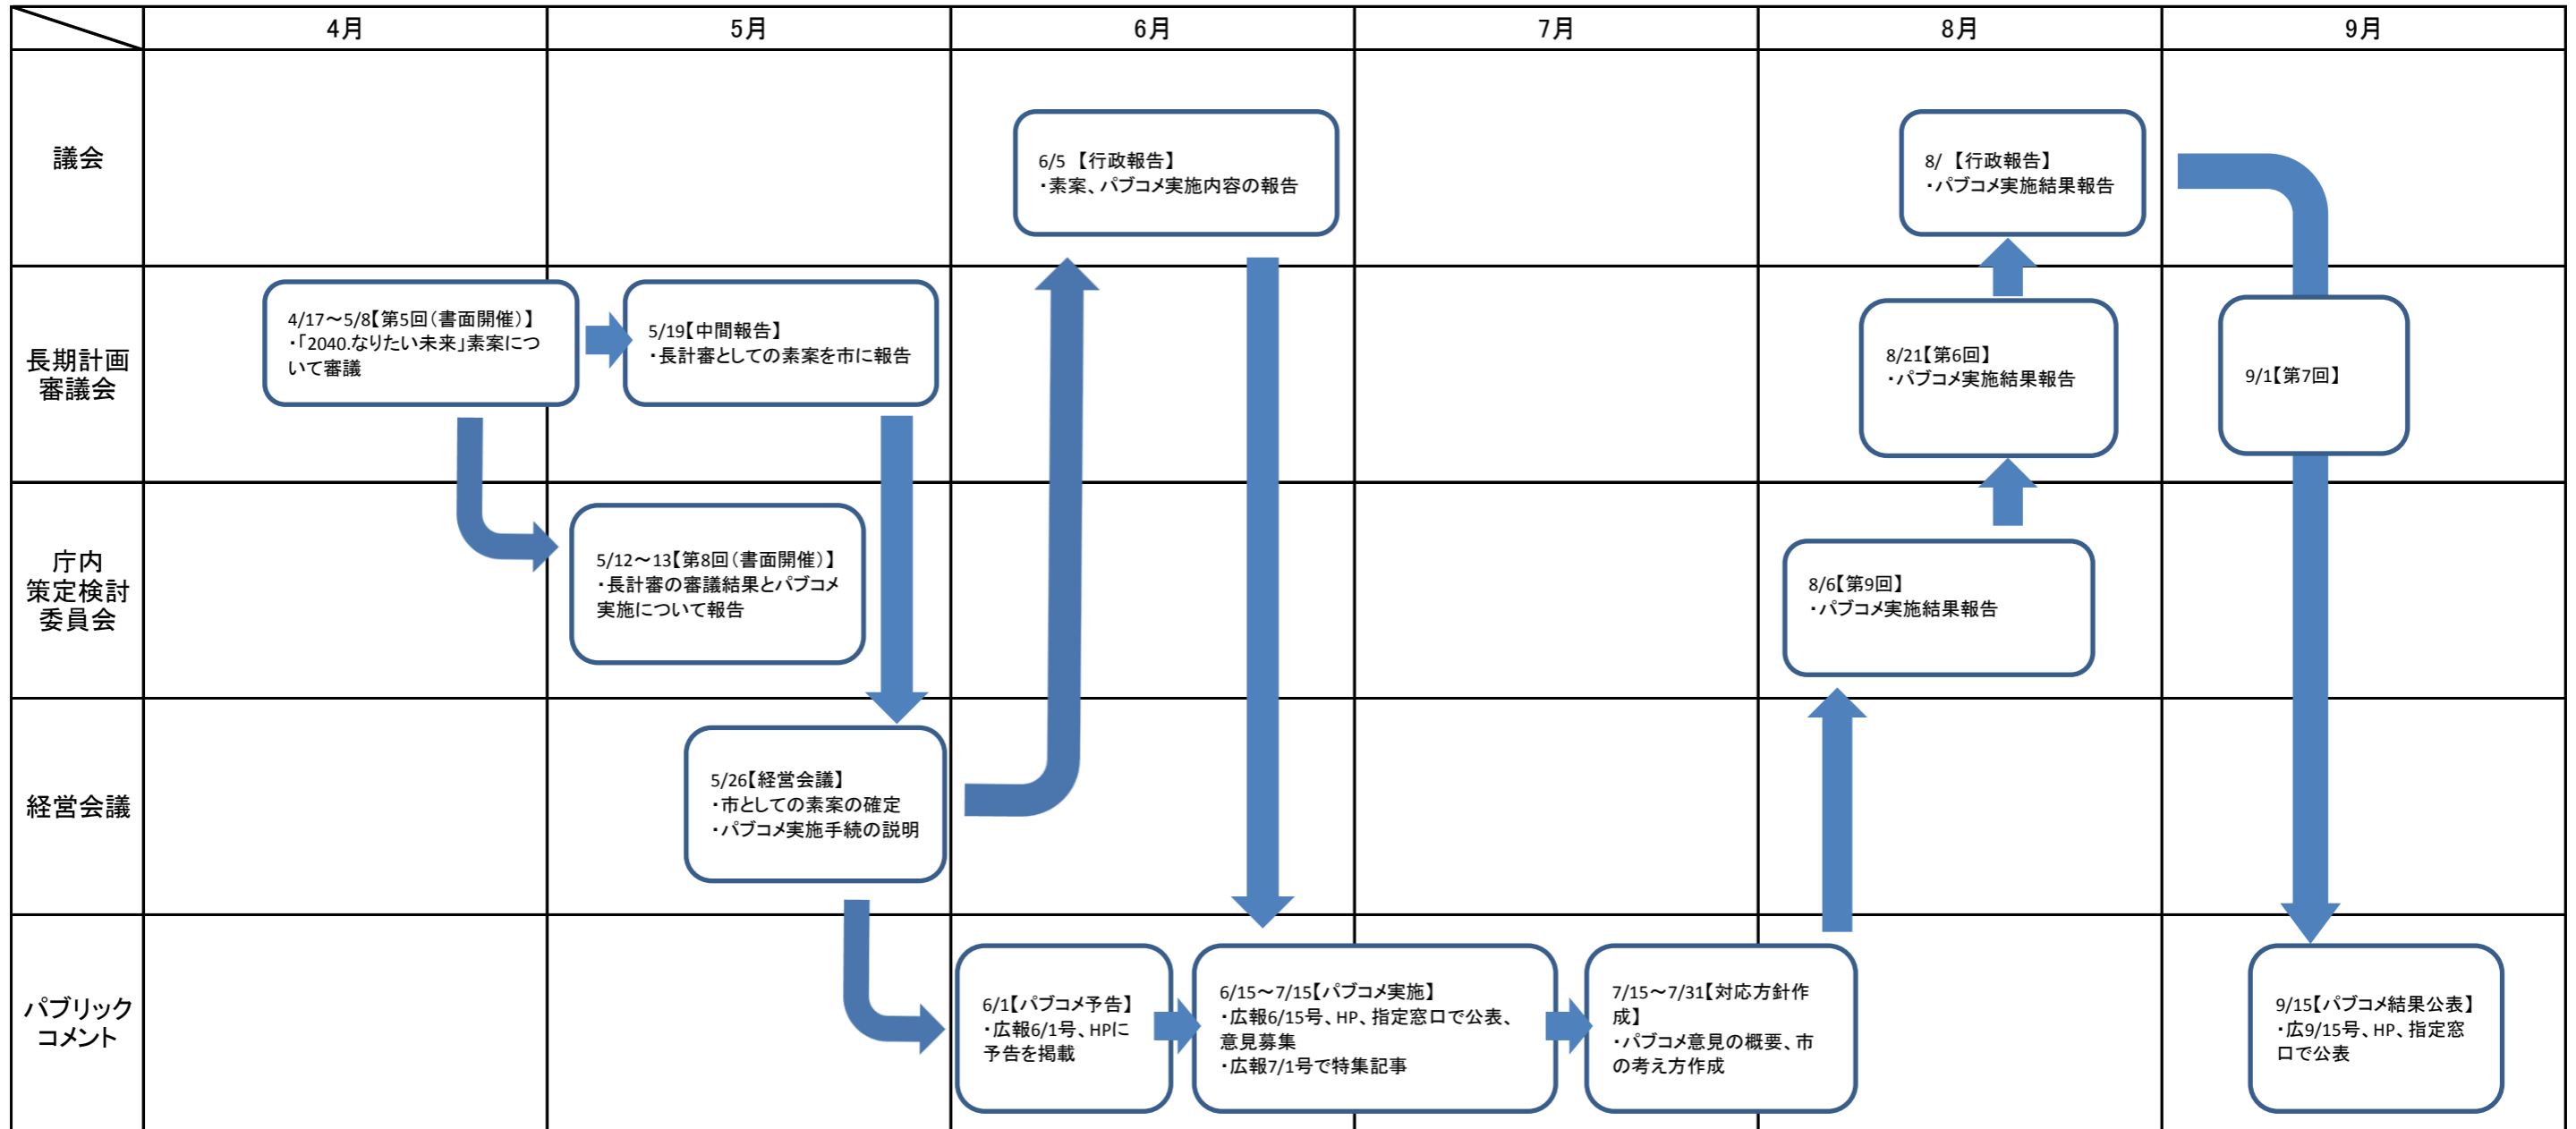 4月
5月
6月
7月
8月
9月
議会
6/5 【行政報告】
・素案、パブコメ実施内容の報告
8/ 【行政報告】
・パブコメ実施結果報告
長期計画
審議会
4/17～5/8【第5回（書面開催）】
・「2040.なりたい未来」素案につ
いて審議
5/19【中間報告】
・長計審としての素案を市に報告
8/21【第6回】
・パブコメ実施結果報告
9/1【第7回】
庁内
策定検討
委員会
5/12～13【第8回（書面開催）】
・長計審の審議結果とパブコメ
実施について報告
8/6【第9回】
・パブコメ実施結果報告
経営会議
5/26【経営会議】
・市としての素案の確定
・パブコメ実施手続の説明
パブリック
コメント
6/1【パブコメ予告】
・広報6/1号、HPに
予告を掲載
6/15～7/15【パブコメ実施】
・広報6/15号、HP、指定窓口で公表、
意見募集
・広報7/1号で特集記事
7/15～7/31【対応方針作
成】
・パブコメ意見の概要、市
の考え方作成
9/15【パブコメ結果公表】
・広9/15号、HP、指定窓
口で公表